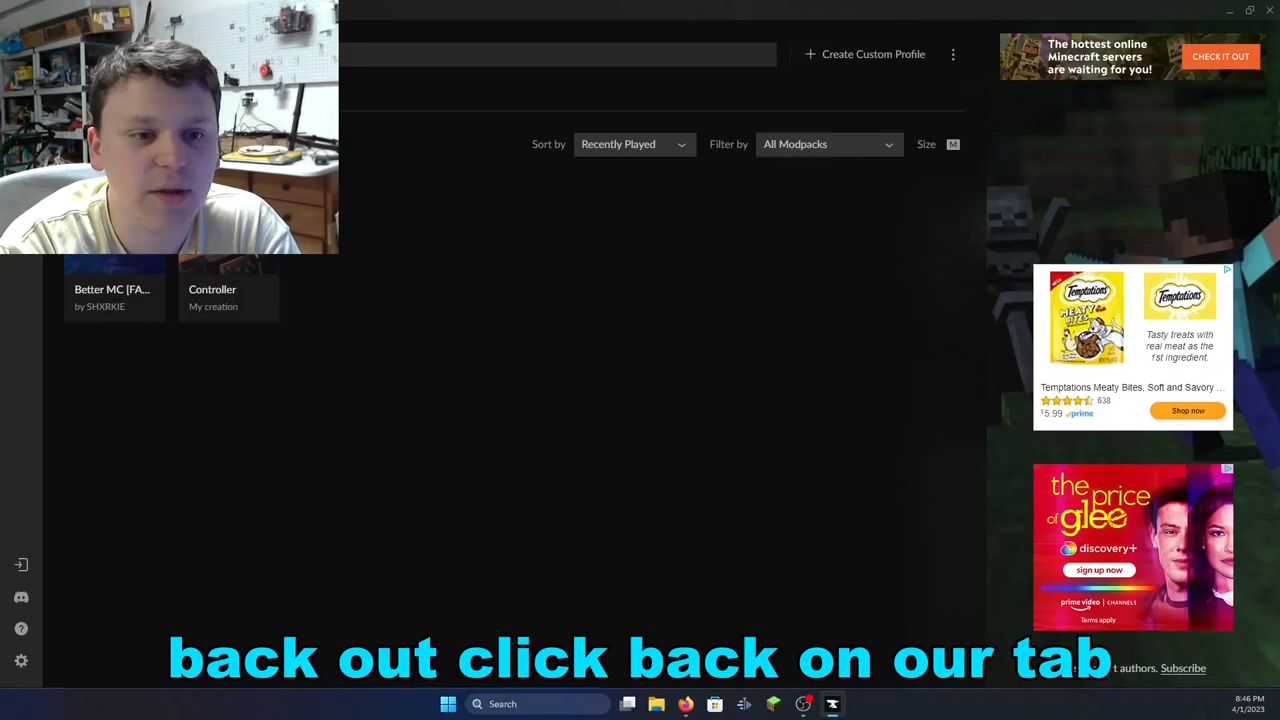 + Create Custom Profile
The hottest online
Minecraft servers
are waiting for you!
CHECK IT OUT
Sort by
Recently Played
Filter by
All Modpacks
Size
M
Better MC [FA...
by SHXRKIE
Controller
My creation
Temptations
MEATY
BITES
Temptations
Tasty treats with
real meat as the
1st ingredient.
Temptations Meaty Bites, Soft and Savory ...
638
$5.99 prime
Shop now
the
price
of glee
discovery+
sign up now
prime video | CHANNELS
Terms apply.
authors. Subscribe
back out click back on our tab
Search
8:46 PM
4/1/2023